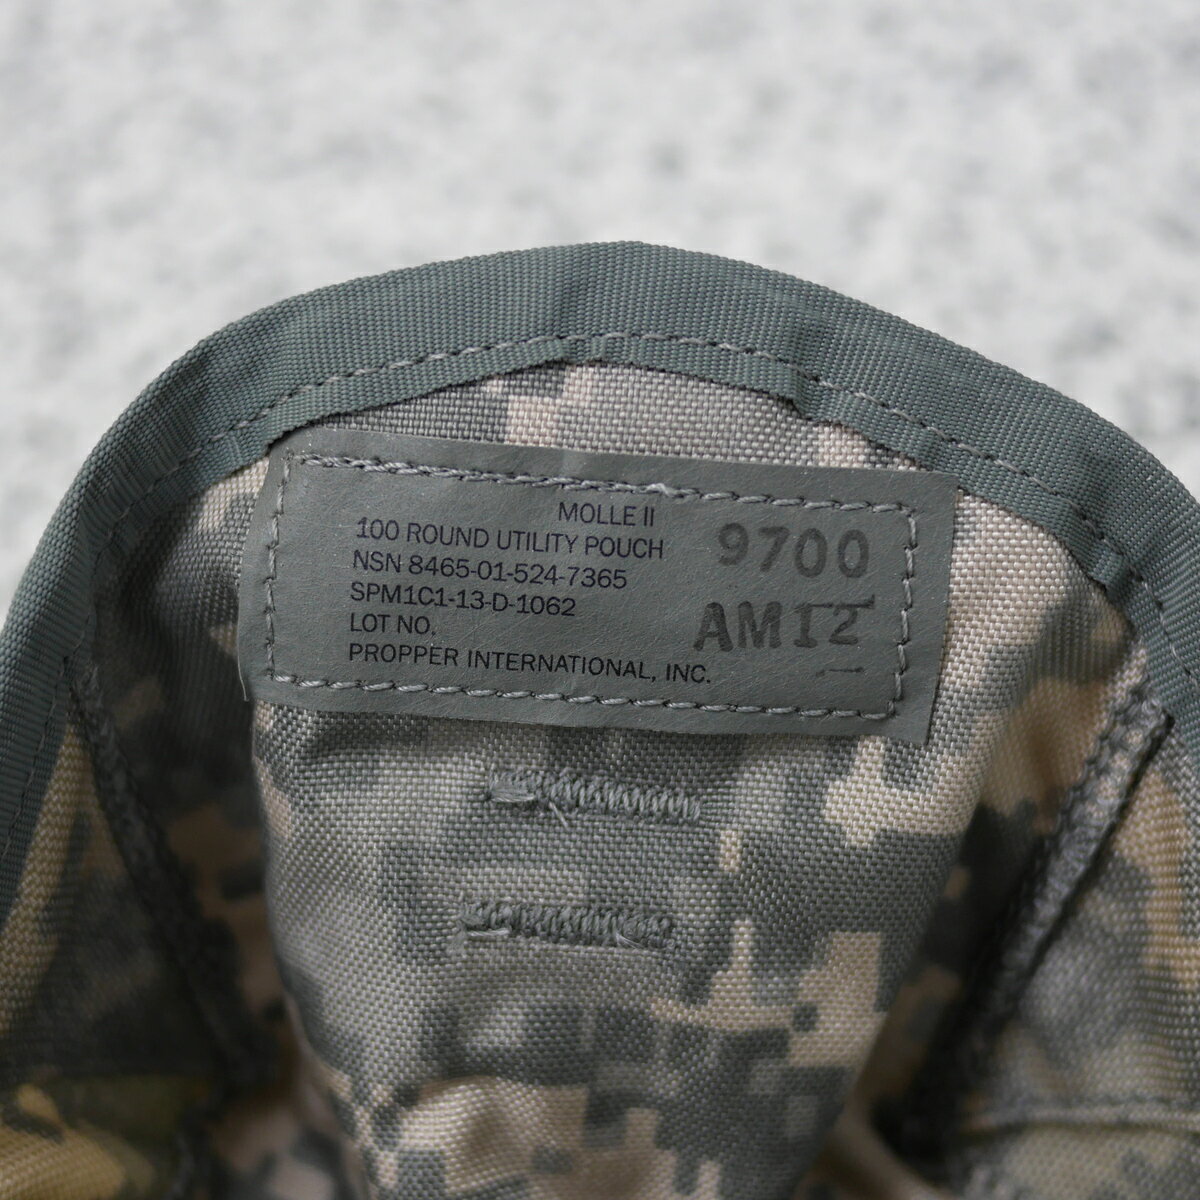 MOLLE II
100 ROUND UTILITY POUCH
NSN 8465-01-524-7365
SPM1C1-13-D-1062
LOT NO.
PROPPER INTERNATIONAL, INC.
9700
AM12